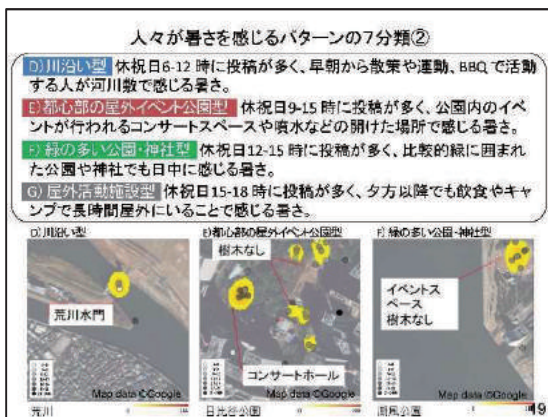 人々が暑さを感じるパターンの7分類②
D)川沿い型 休祝日6-12時に投稿が多く、早朝から散策や運動、BBQで活動
する人が河川敷で感じる暑さ。
E)都心部の屋外イベント公園型 休祝日9-15時に投稿が多く、公園内のイベ
ントが行われるコンサートスペースや噴水などの開けた場所で感じる暑さ。
F)緑の多い公園・神社型 休祝日12-15時に投稿が多く、比較的緑に囲まれ
れた公園や神社でも日中に感じる暑さ。
G)屋外活動施設型 休祝日15-18時に投稿が多く、夕方以降でも飲食やキャ
ンプで長時間屋外にいることで感じる暑さ。
D)川沿い型
E)都心部の屋外イベント公園型
F)緑の多い公園・神社型
樹木なし
荒川水門
イベントス
ペース
樹木なし
コンサートホール
Map data ©Google
Map data ©Google
Map data ©Google
荒川
日比谷公園
潮風公園
19